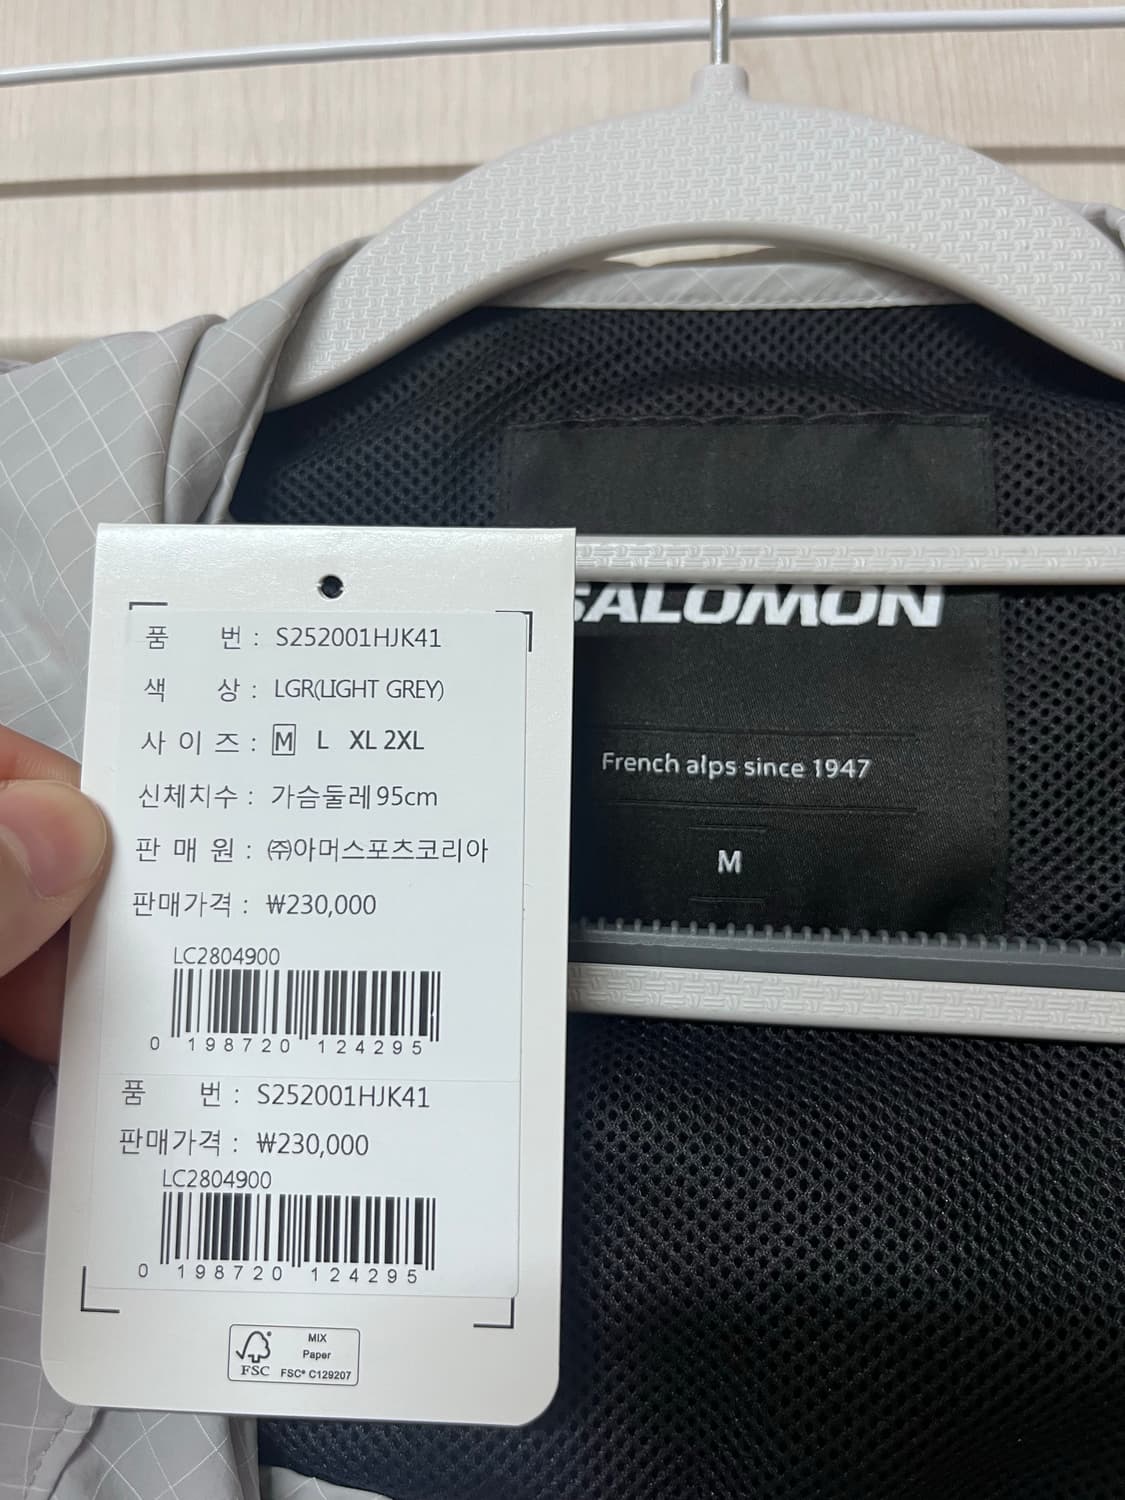 품 번 : S252001HJK41
색 상 : LGR(LIGHT GREY)
사 이 즈 : M L XL 2XL
신체치수 : 가슴둘레 95cm
판 매 원 : ㈜아머스포츠코리아
판매가격 : ₩230,000
LC2804900
0 198720 124295
품 번 : S252001HJK41
판매가격 : ₩230,000
LC2804900
0 198720 124295
FSC
MIX
Paper
FSC® C129207
SALOMON
French alps since 1947
M